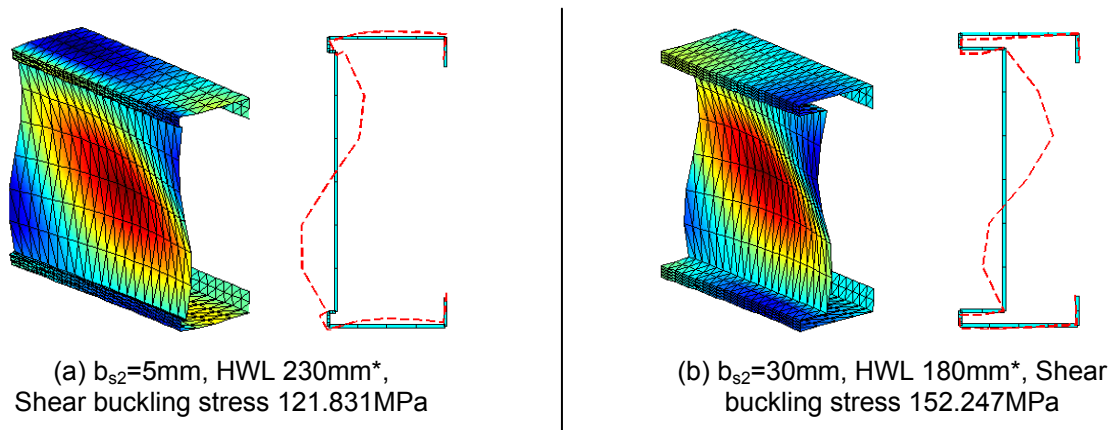 (a) bs2=5mm, HWL 230mm*,
Shear buckling stress 121.831MPa
(b) bs2=30mm, HWL 180mm*, Shear
buckling stress 152.247MPa